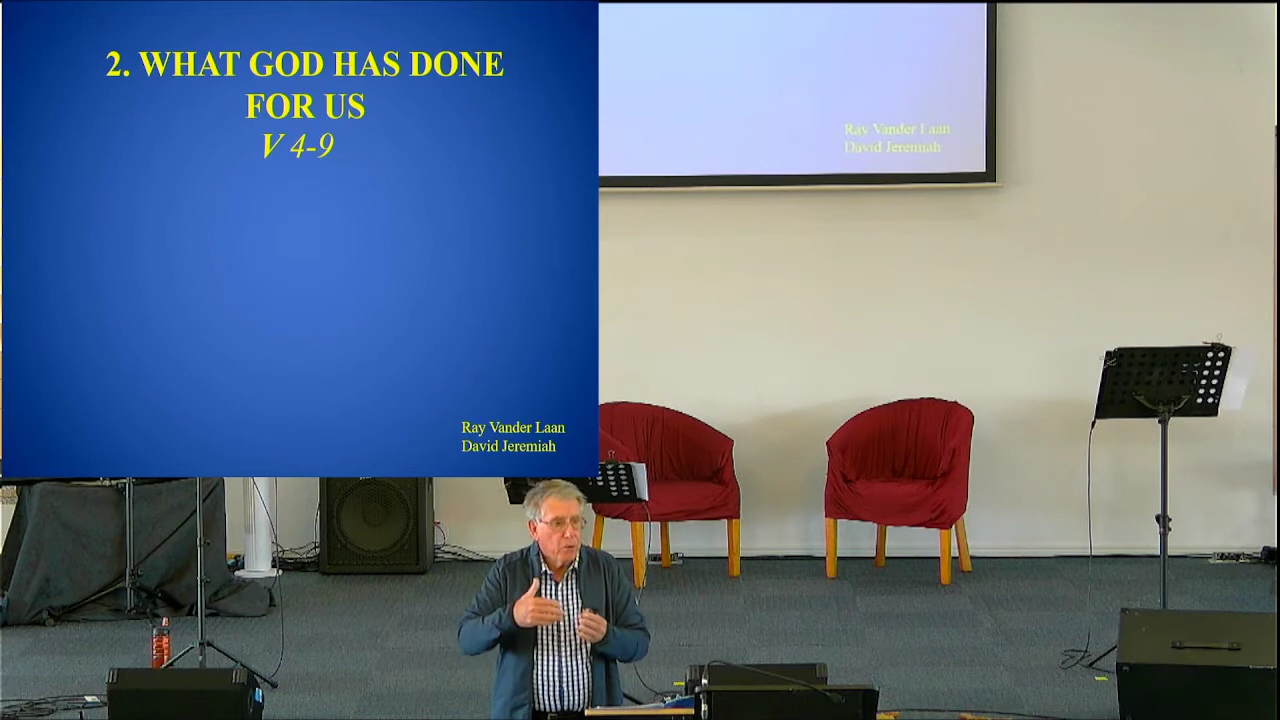 2. WHAT GOD HAS DONE
FOR US
V 4-9
Ray Vander Laan
David Jeremiah
Ray Vander Laan
David Jeremiah